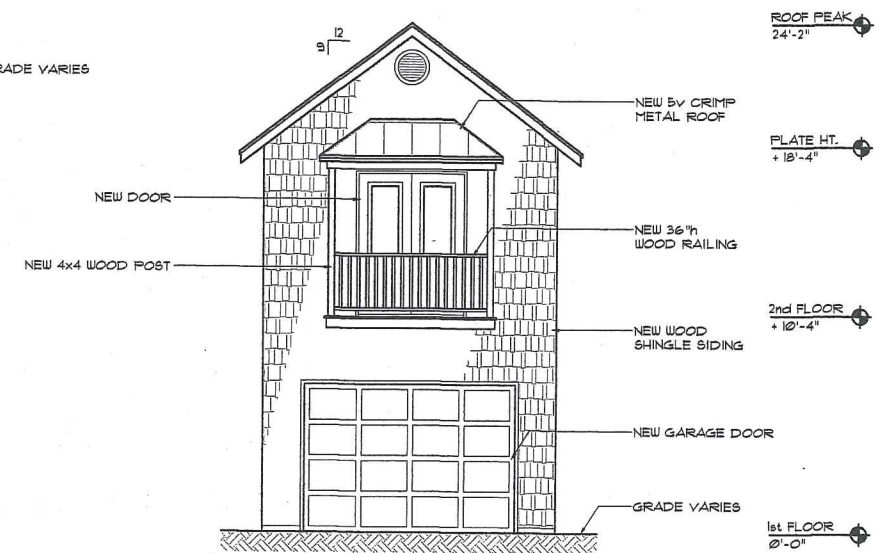 ROOF PEAK
24'-2"
12
9
GRADE VARIES
NEW 5v CRIMP
METAL ROOF
PLATE HT.
+ 18'-4"
NEW DOOR
NEW 36"h
WOOD RAILING
NEW 4x4 WOOD POST
2nd FLOOR
+ 10'-4"
NEW WOOD
SHINGLE SIDING
NEW GARAGE DOOR
GRADE VARIES
1st FLOOR
0'-0"